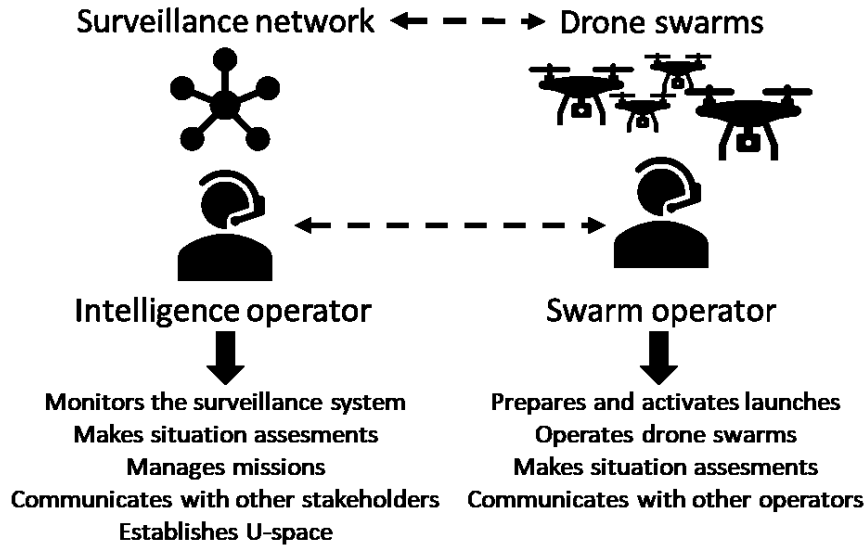 Surveillance network
Drone swarms
Intelligence operator
Swarm operator
Monitors the surveillance system
Makes situation assesments
Manages missions
Communicates with other stakeholders
Establishes U-space
Prepares and activates launches
Operates drone swarms
Makes situation assesments
Communicates with other operators